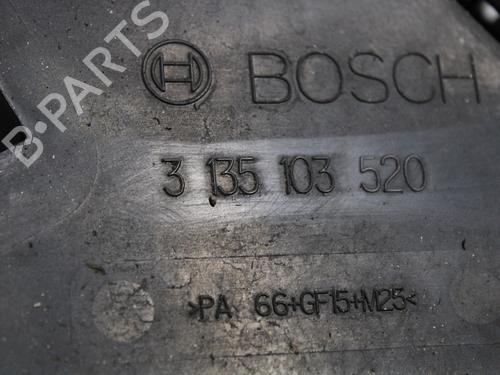 B-PARTS
BOSCH
3 135 103 520
>PA 66+GF15+M25<